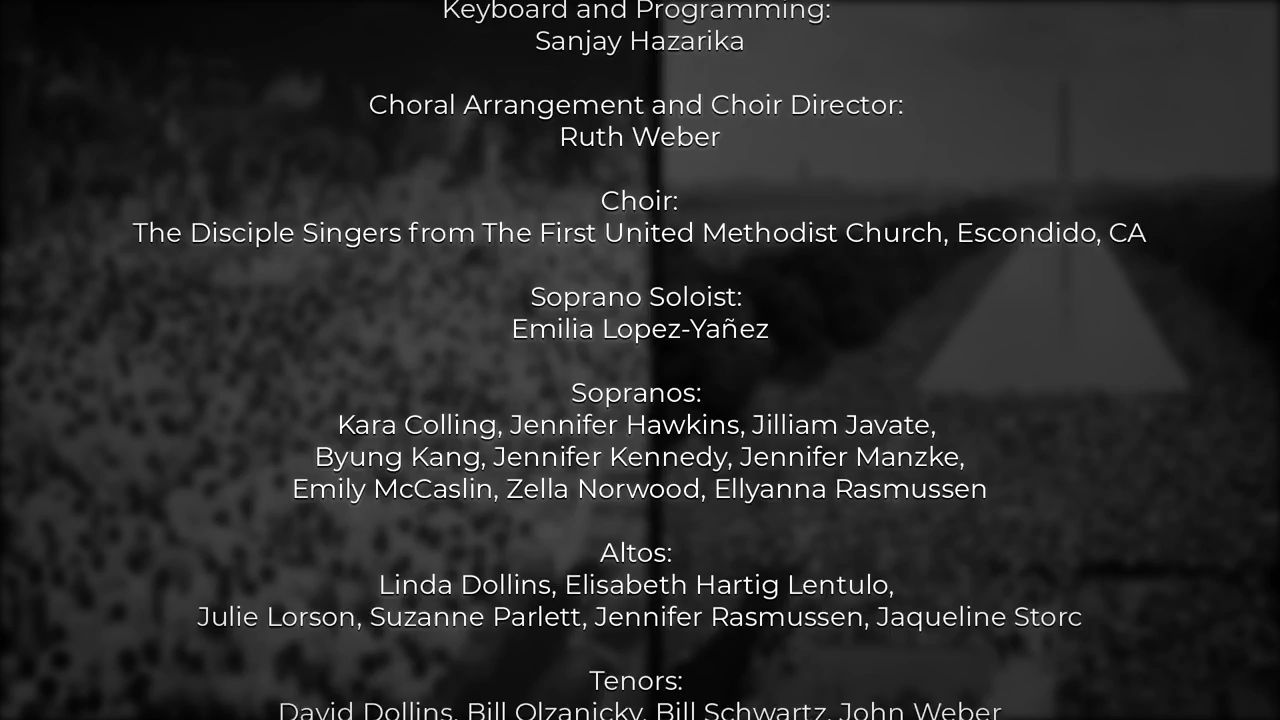 Keyboard and Programming:
Sanjay Hazarika
Choral Arrangement and Choir Director:
Ruth Weber
Choir:
The Disciple Singers from The First United Methodist Church, Escondido, CA
Soprano Soloist:
Emilia Lopez-Yañez
Sopranos:
Kara Colling, Jennifer Hawkins, Jilliam Javate,
Byung Kang, Jennifer Kennedy, Jennifer Manzke,
Emily McCaslin, Zella Norwood, Ellyanna Rasmussen
Altos:
Linda Dollins, Elisabeth Hartig Lentulo,
Julie Lorson, Suzanne Parlett, Jennifer Rasmussen, Jaqueline Storc
Tenors:
David Dollins, Bill Olzanicky, Bill Schwartz, John Weber